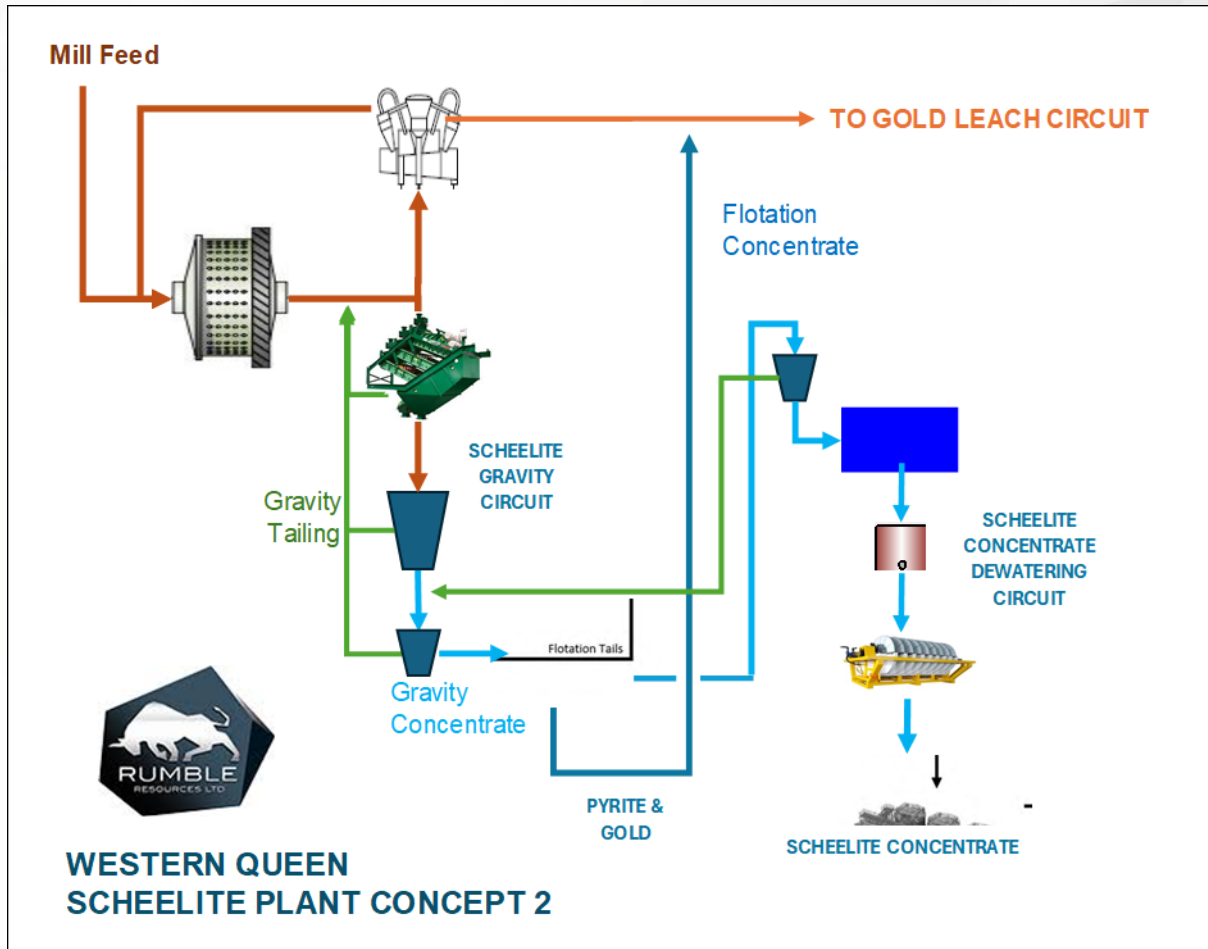 Mill Feed
TO GOLD LEACH CIRCUIT
Flotation
Concentrate
SCHEELITE
GRAVITY
CIRCUIT
Gravity
Tailing
SCHEELITE
CONCENTRATE
DEWATERING
CIRCUIT
Flotation Tails
Gravity
Concentrate
RUMBLE
RESOURCES LTD
PYRITE &
GOLD
SCHEELITE CONCENTRATE
WESTERN QUEEN
SCHEELITE PLANT CONCEPT 2